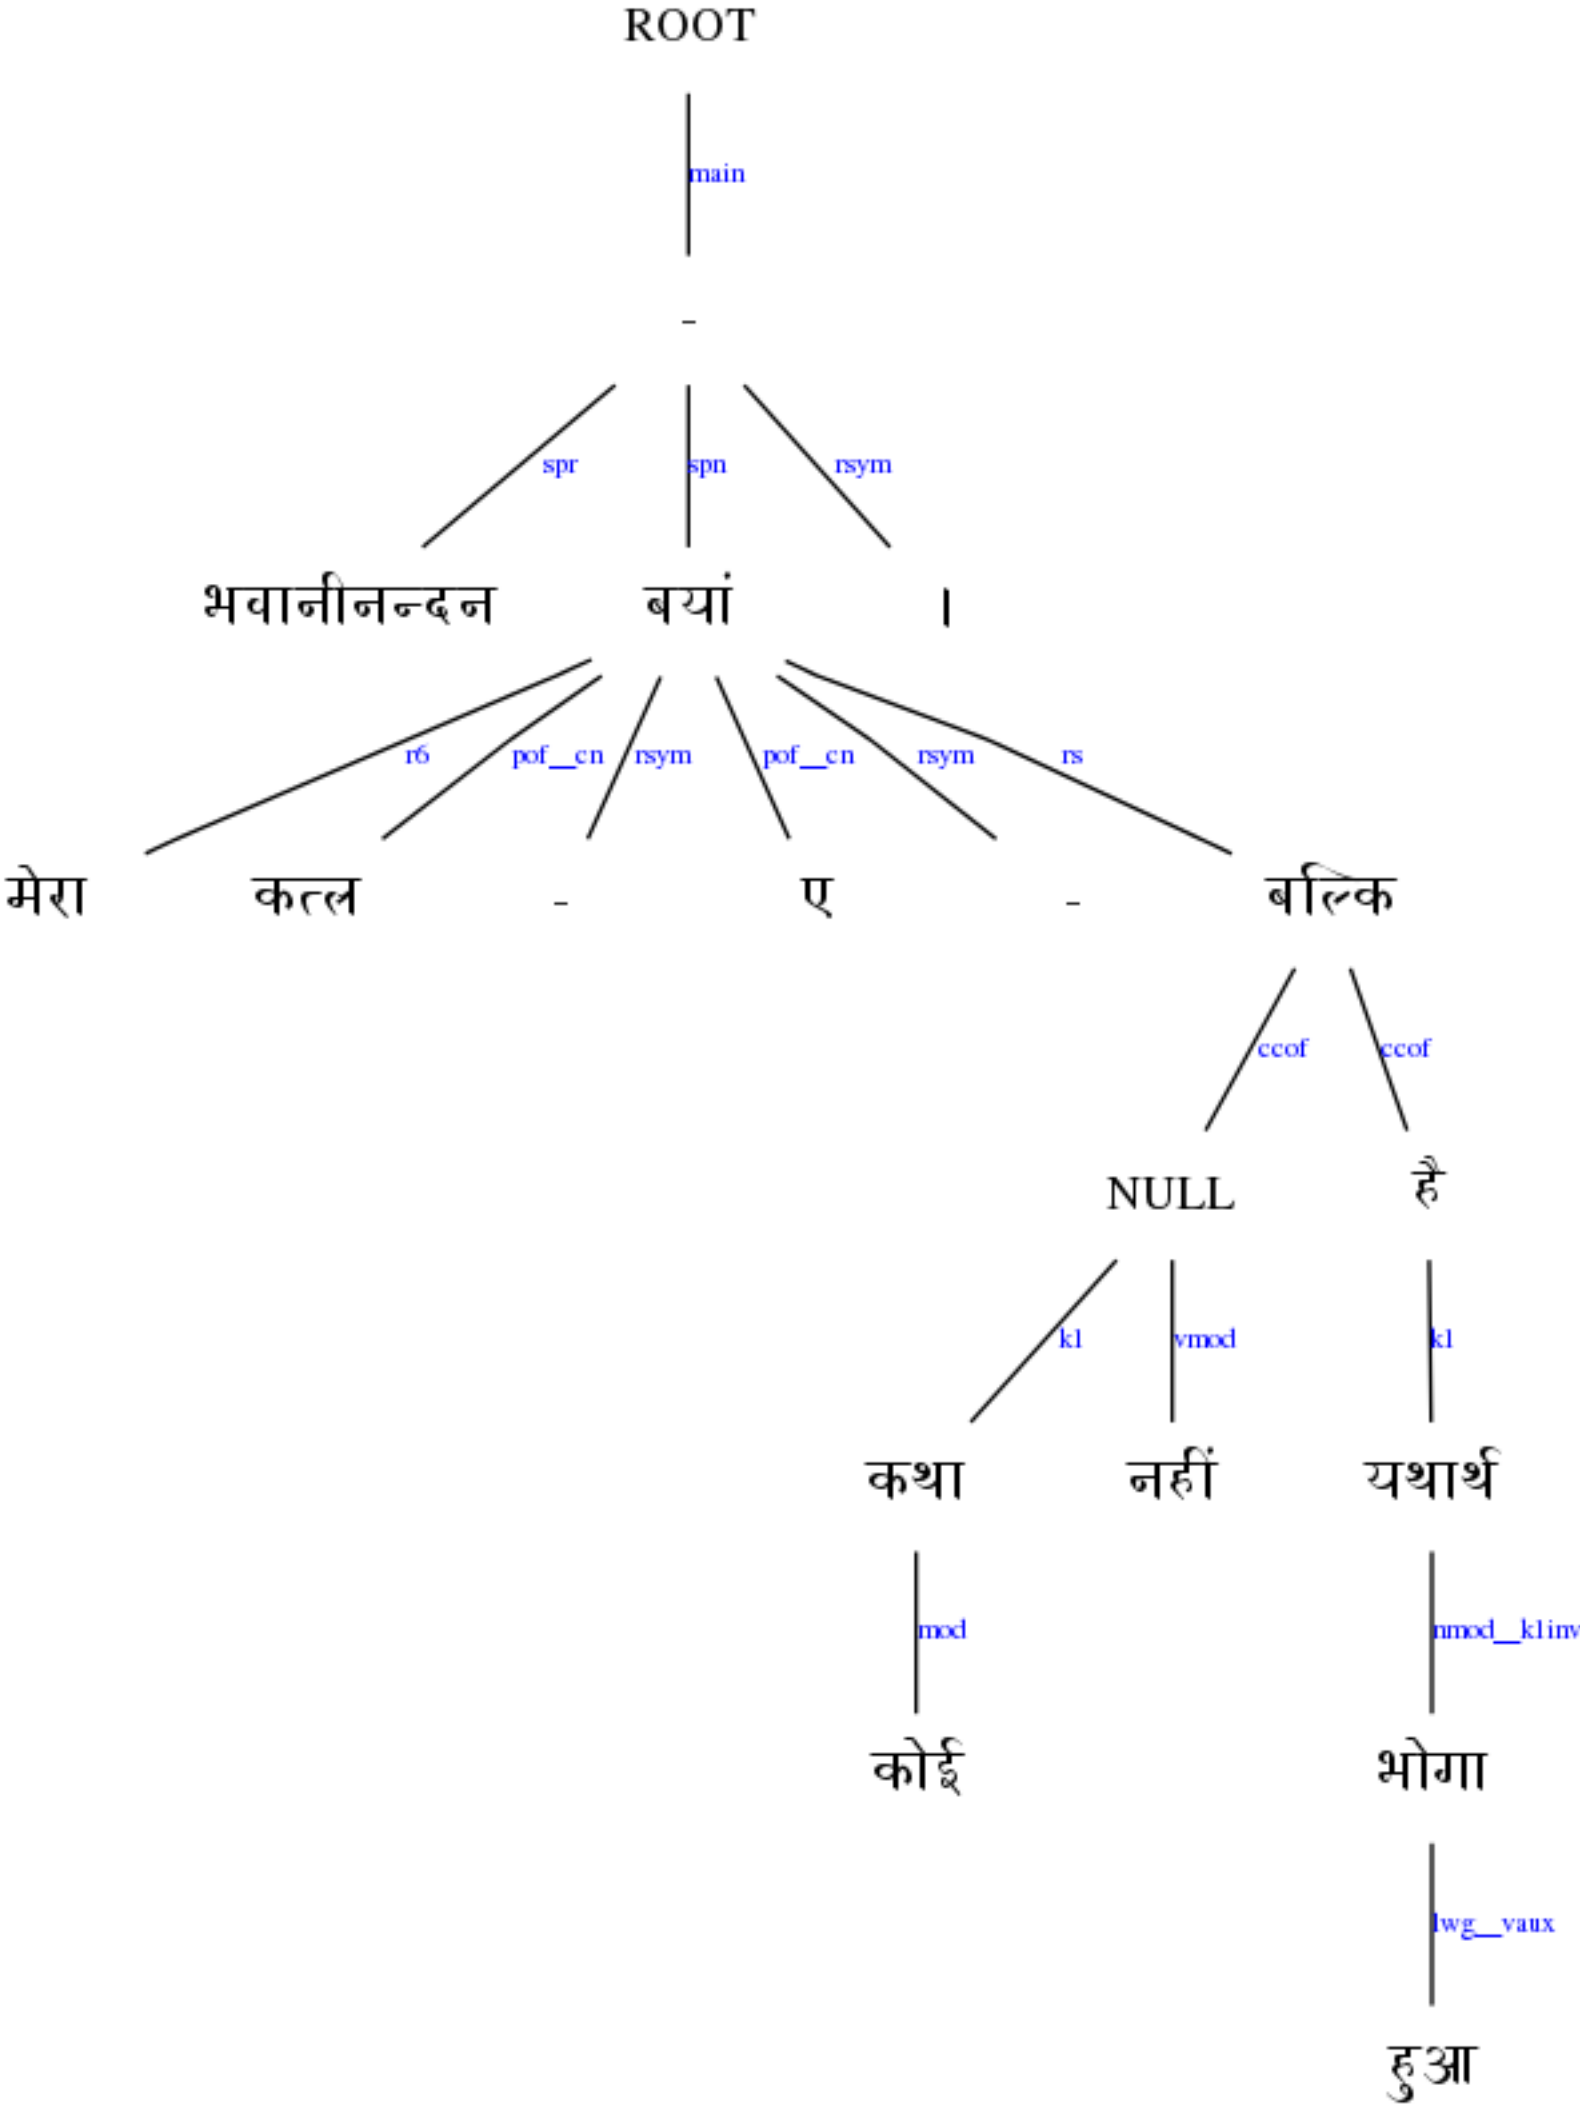 ROOT
main
-
spr spn rsym
भवानीनन्दन बयां ।
r6 pof__cn rsym pof__cn rsym rs
मेरा कत्ल - ए - बल्कि
ccof ccof
NULL है
k1 vmod k1
कथा नहीं यथार्थ
mod nmod__k1inv
कोई भोगा
lwg__vaux
हुआ